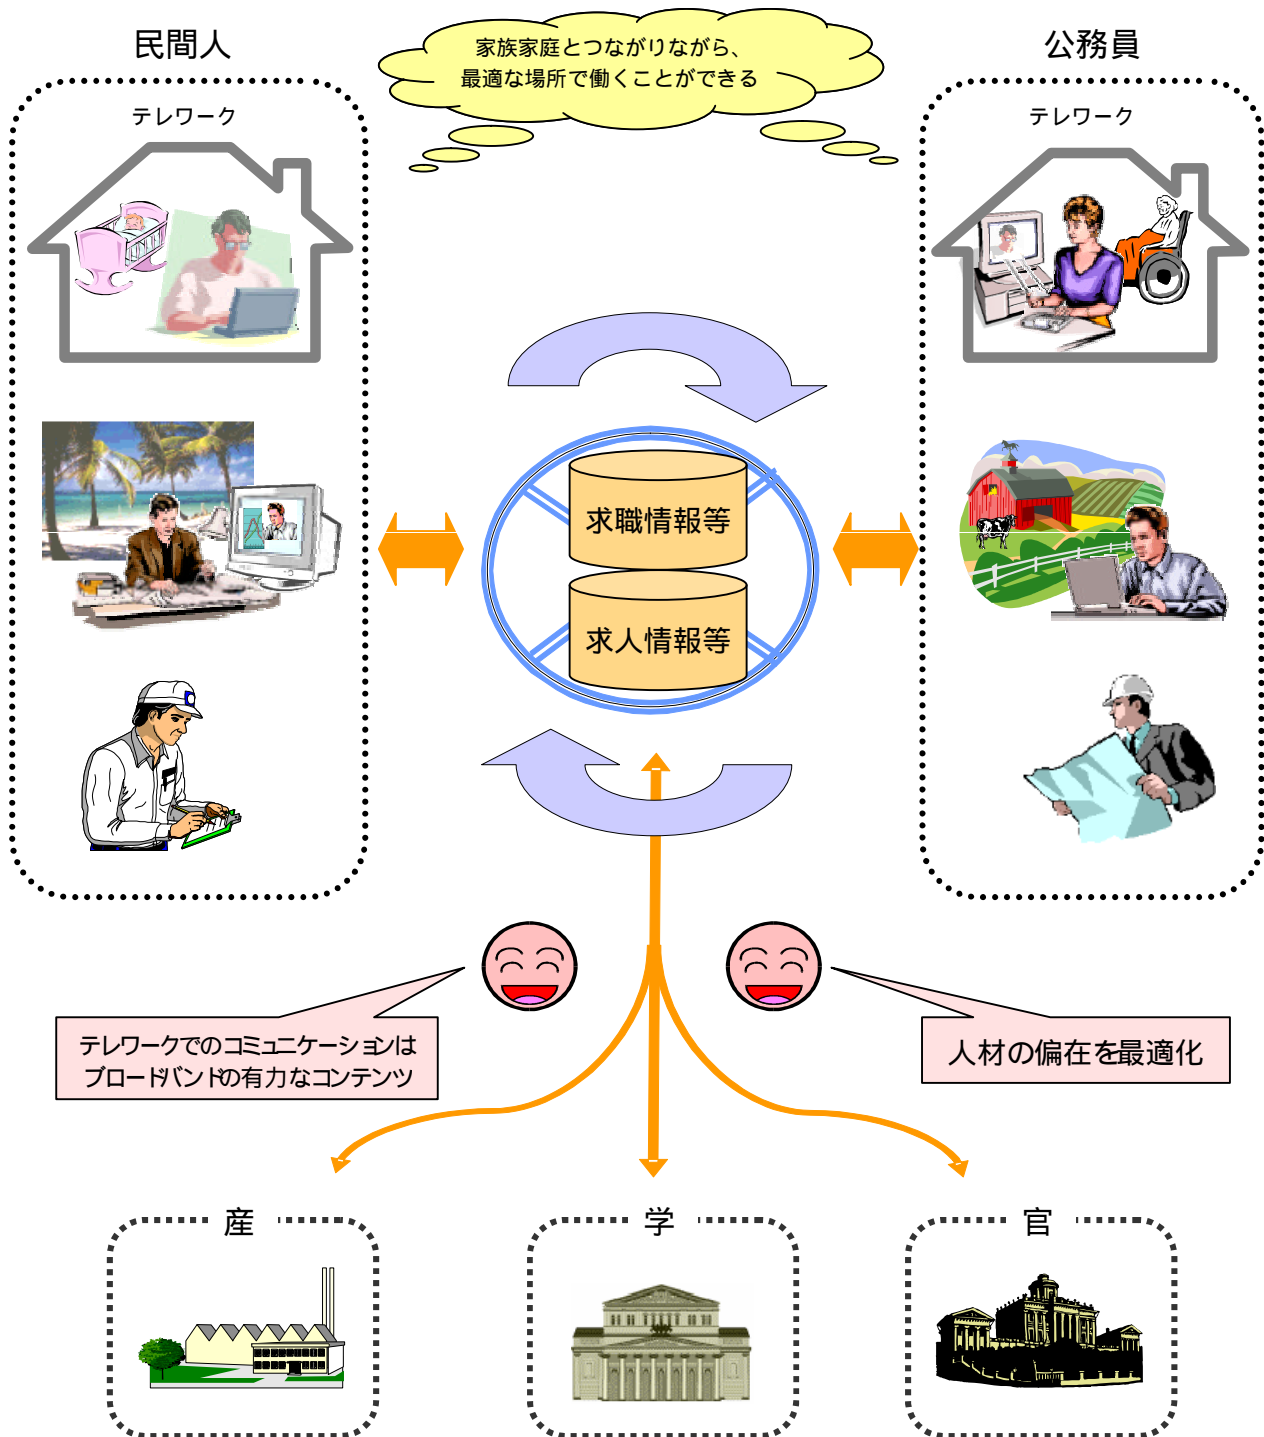 民間人
家族家庭とつながりながら、
最適な場所で働くことができる
公務員
テレワーク
テレワーク
求職情報等
求人情報等
テレワークでのコミュニケーションは
ブロードバンドの有力なコンテンツ
人材の偏在を最適化
産
学
官